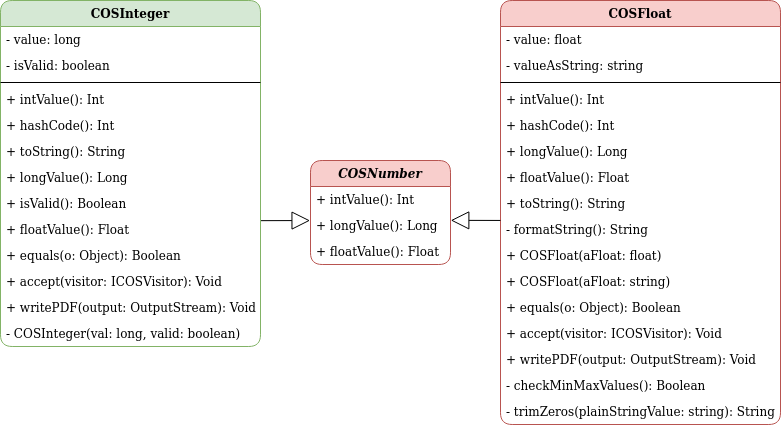 COSInteger
- value: long
- isValid: boolean
+ intValue(): Int
+ hashCode(): Int
+ toString(): String
+ longValue(): Long
+ isValid(): Boolean
+ floatValue(): Float
+ equals(o: Object): Boolean
+ accept(visitor: ICOSVisitor): Void
+ writePDF(output: OutputStream): Void
- COSInteger(val: long, valid: boolean)
COSNumber
+ intValue(): Int
+ longValue(): Long
+ floatValue(): Float
COSFloat
- value: float
- valueAsString: string
+ intValue(): Int
+ hashCode(): Int
+ longValue(): Long
+ floatValue(): Float
+ toString(): String
- formatString(): String
+ COSFloat(aFloat: float)
+ COSFloat(aFloat: string)
+ equals(o: Object): Boolean
+ accept(visitor: ICOSVisitor): Void
+ writePDF(output: OutputStream): Void
- checkMinMaxValues(): Boolean
- trimZeros(plainStringValue: string): String